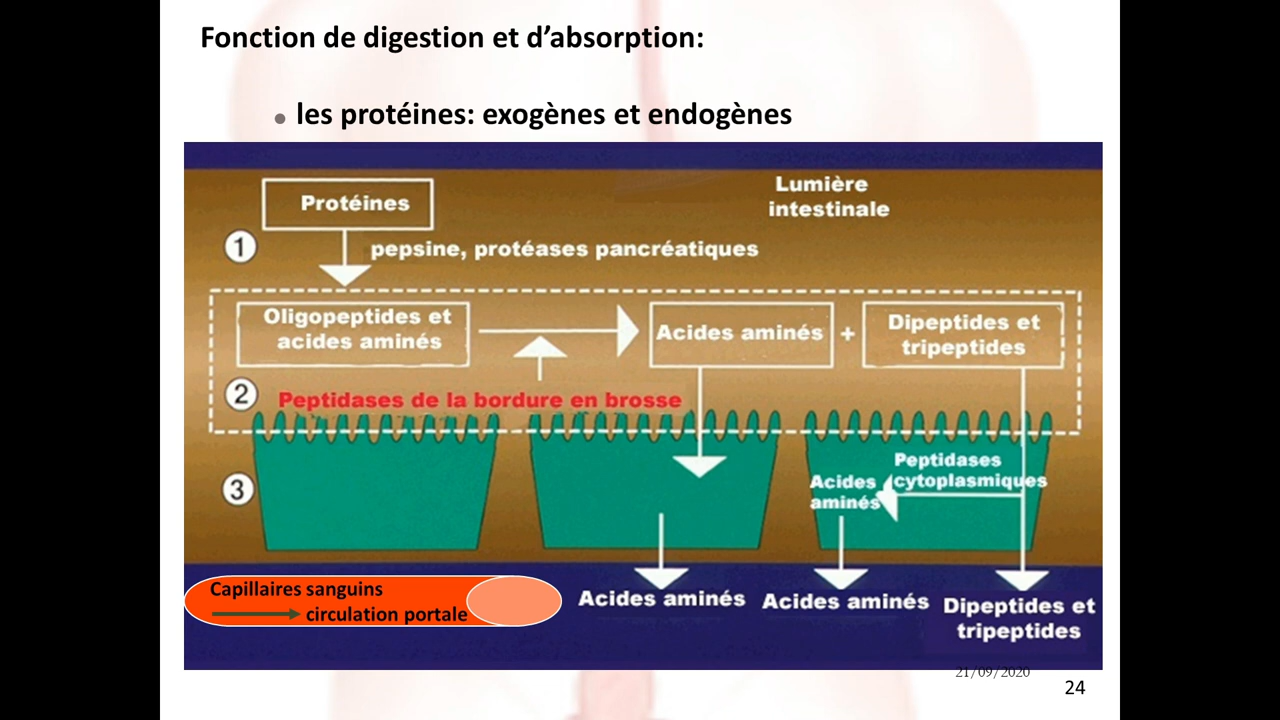 Fonction de digestion et d’absorption:
• les protéines: exogènes et endogènes
Lumière
intestinale
Protéines
1
pepsine, protéases pancréatiques
Oligopeptides et
acides aminés
Acides aminés
+
Dipeptides et
tripeptides
2
Peptidases de la bordure en brosse
3
Peptidases
cytoplasmiques
Acides
aminés
Capillaires sanguins
circulation portale
Acides aminés
Acides aminés
Dipeptides et
tripeptides
21/09/2020
24